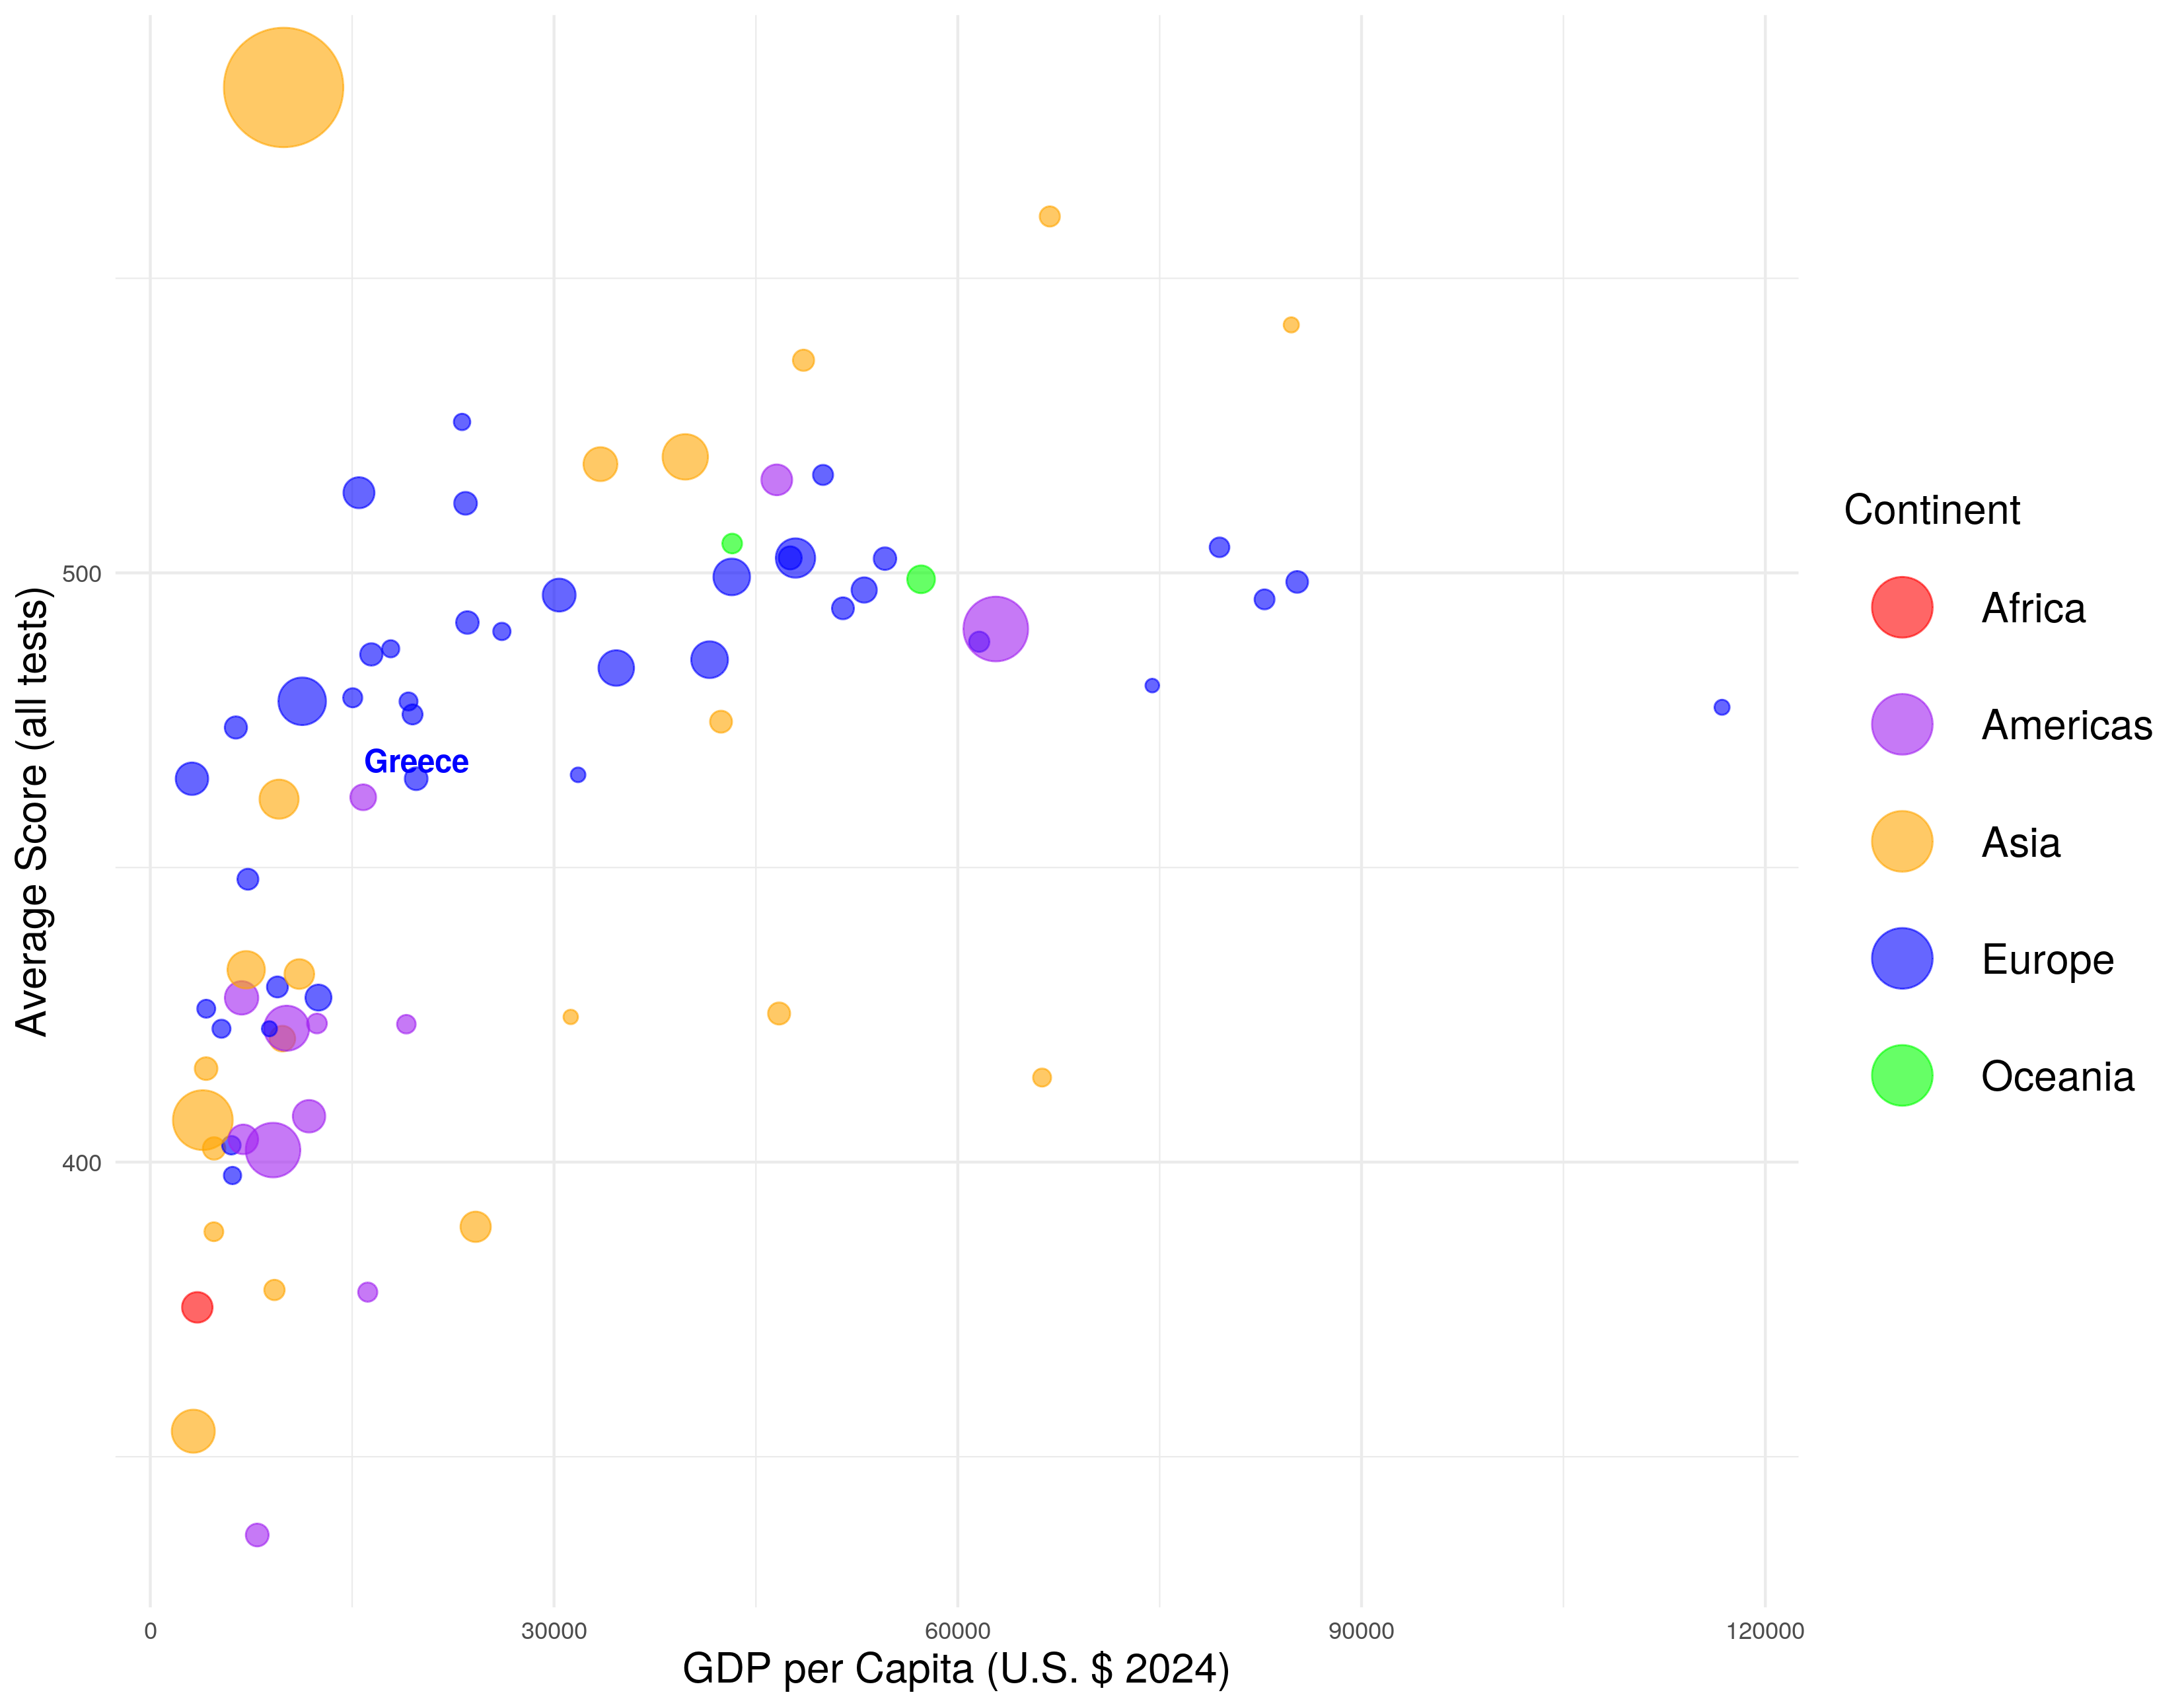 Average Score (all tests)
500
400
Greece
0
30000
60000
90000
120000
GDP per Capita (U.S. $ 2024)
Continent
Africa
Americas
Asia
Europe
Oceania